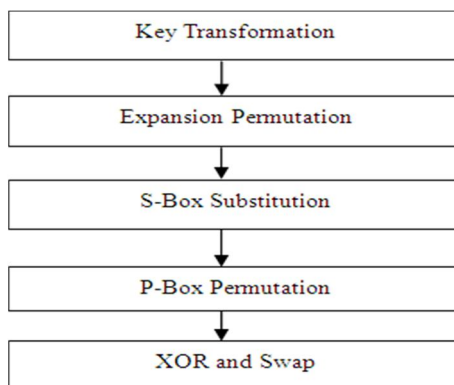 Key Transformation
Expansion Permutation
S-Box Substitution
P-Box Permutation
XOR and Swap